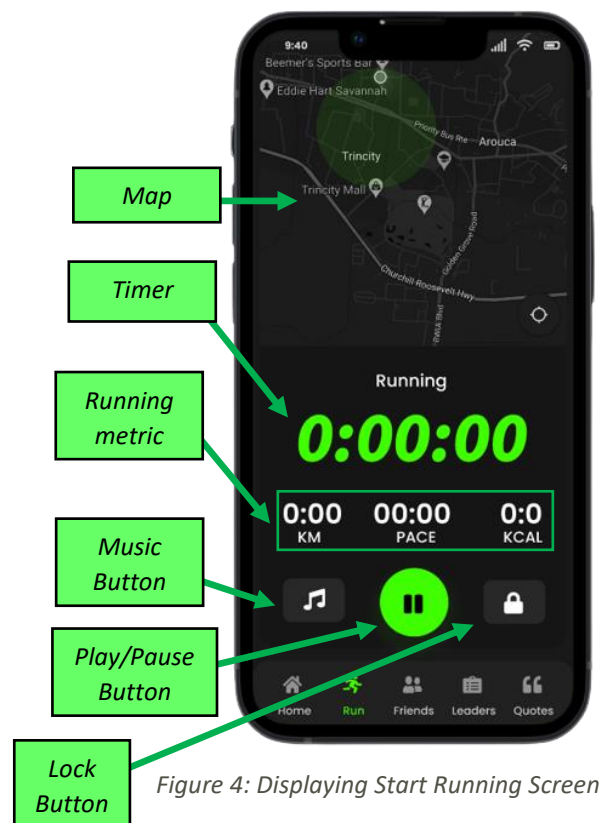 9:40
Beemer's Sports Bar
Eddie Hart Savannah
Priority Bus Rte
Arouca
Trincity
Trincity Mall
Golden Grove Road
Churchill Roosevelt Hwy
BWIA Blvd
Map
Timer
Running
metric
Music
Button
Play/Pause
Button
Lock
Button
Running
0:00:00
0:00 00:00 0:0
KM PACE KCAL
Home Run Friends Leaders Quotes
Figure 4: Displaying Start Running Screen